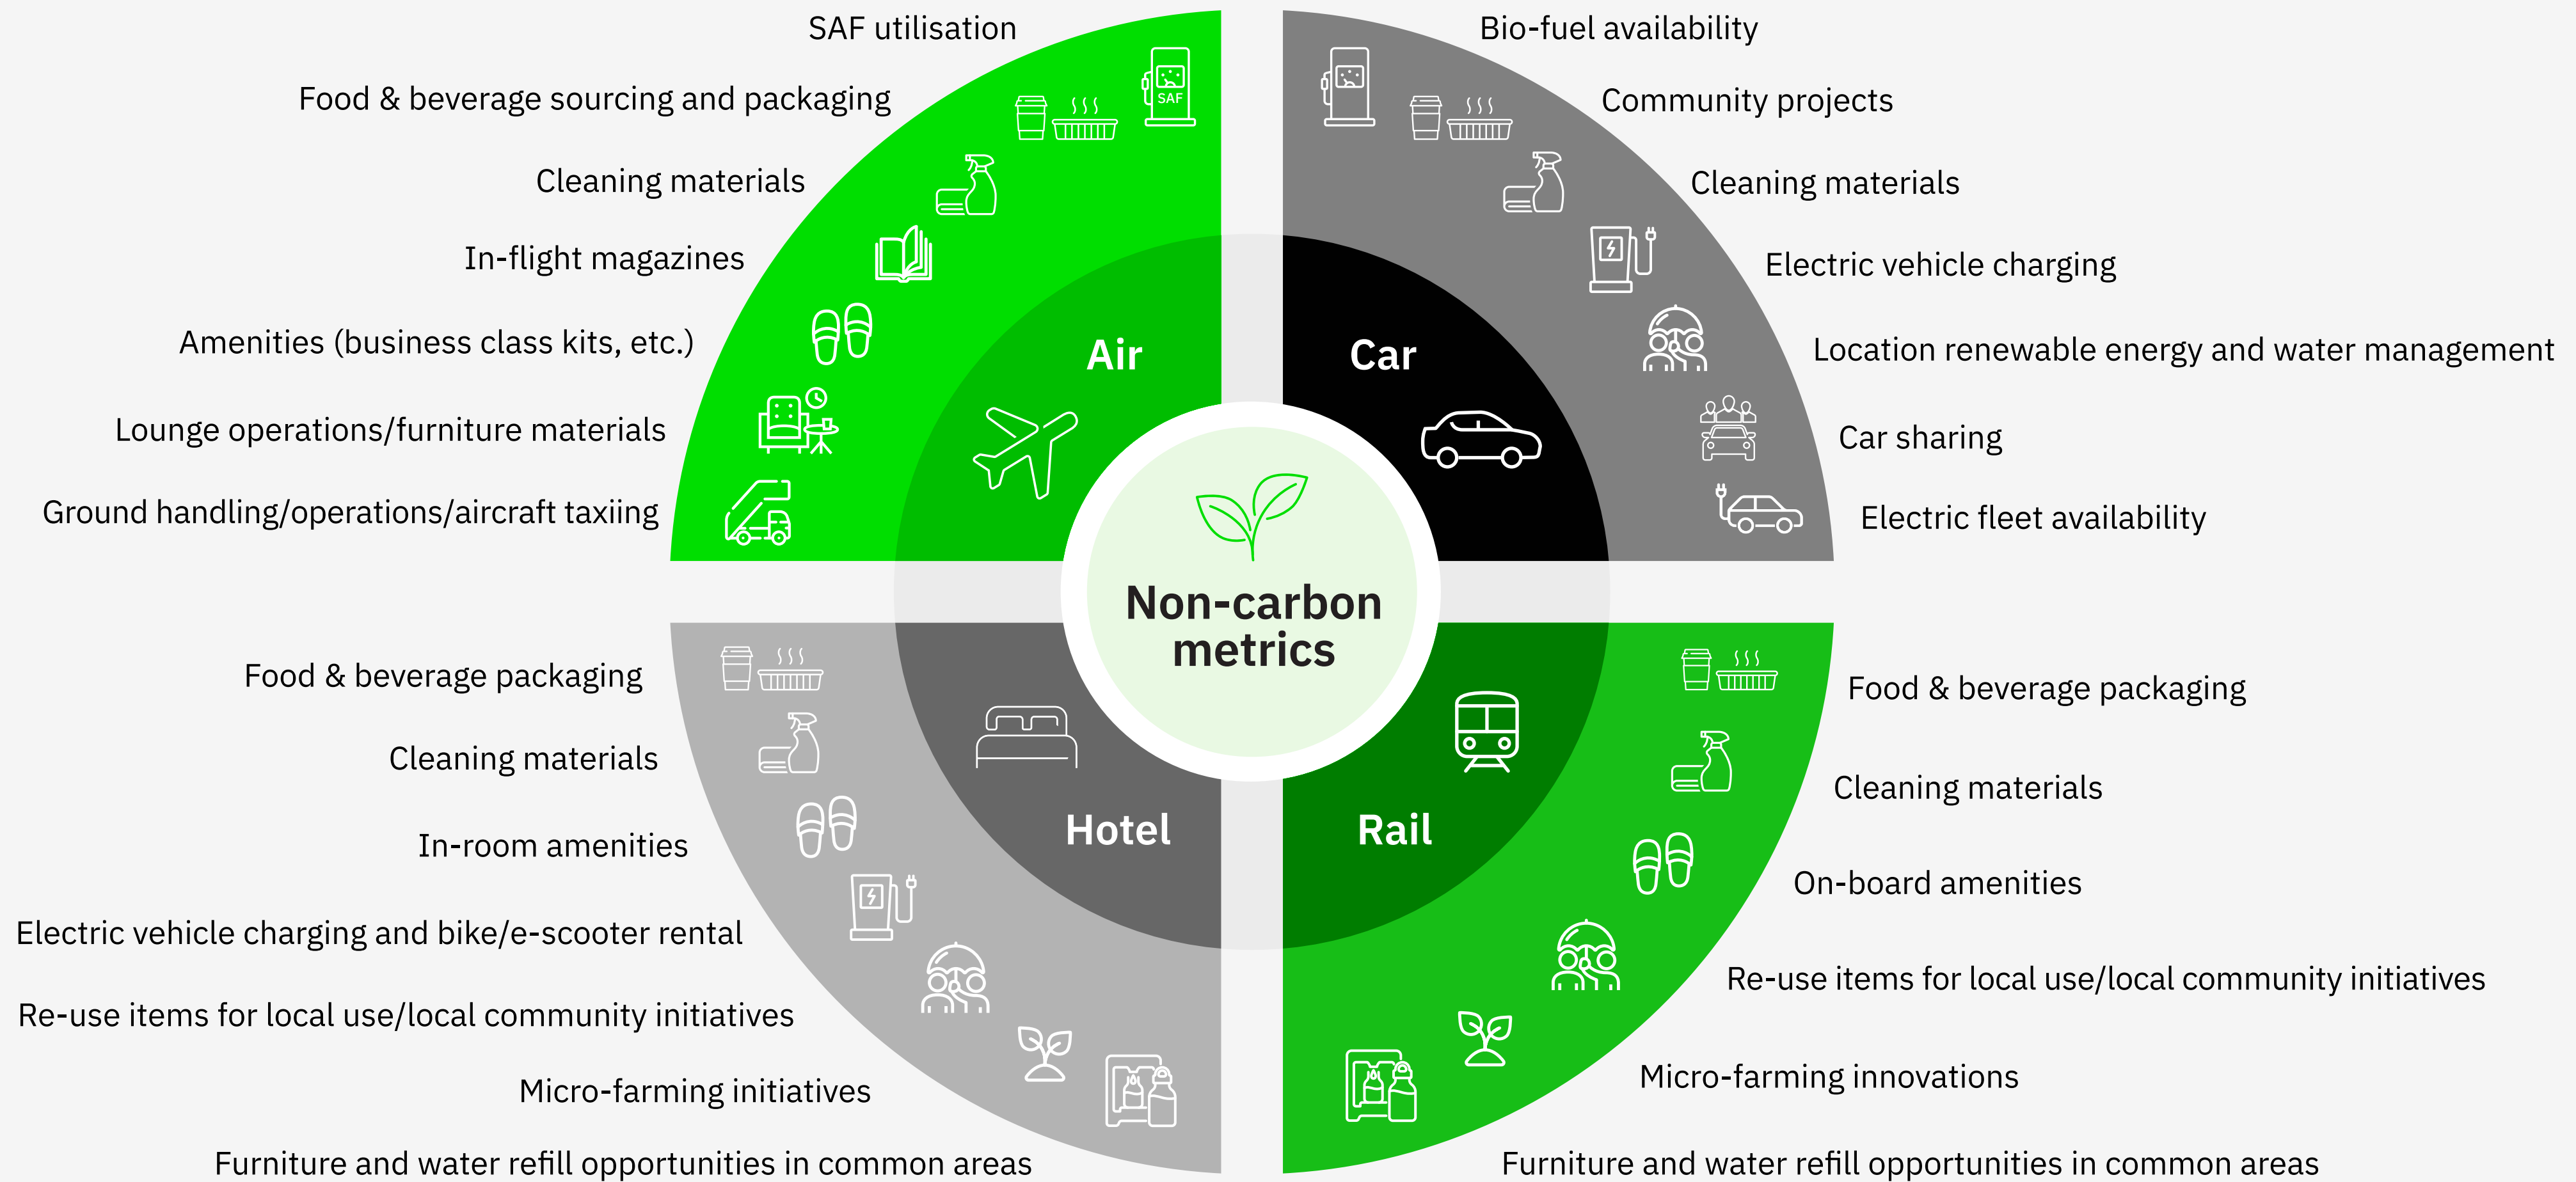 SAF utilisation
Food & beverage sourcing and packaging
Cleaning materials
In-flight magazines
Amenities (business class kits, etc.)
Lounge operations/furniture materials
Ground handling/operations/aircraft taxiing
SAF
Air
Bio-fuel availability
Community projects
Cleaning materials
Electric vehicle charging
Location renewable energy and water management
Car sharing
Electric fleet availability
Car
Non-carbon
metrics
Food & beverage packaging
Cleaning materials
In-room amenities
Electric vehicle charging and bike/e-scooter rental
Re-use items for local use/local community initiatives
Micro-farming initiatives
Furniture and water refill opportunities in common areas
Hotel
Rail
Food & beverage packaging
Cleaning materials
On-board amenities
Re-use items for local use/local community initiatives
Micro-farming innovations
Furniture and water refill opportunities in common areas